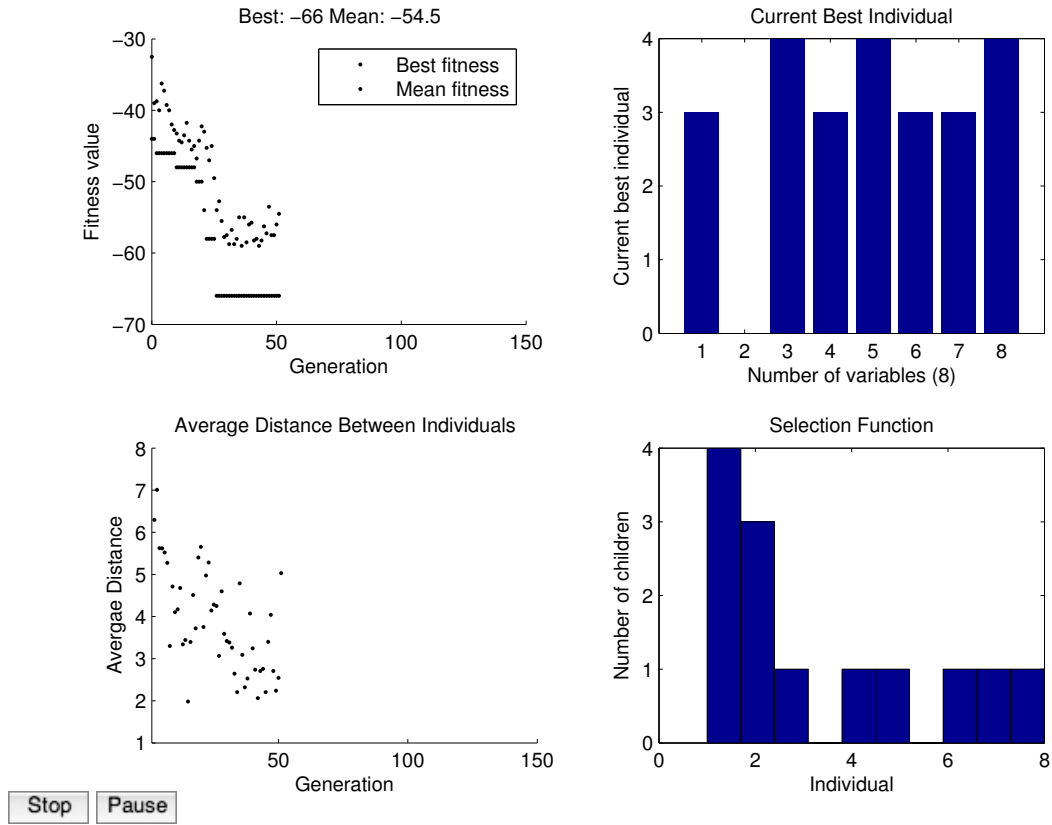 Best: −66 Mean: −54.5
−30
−40
−50
−60
−70
Fitness value
0
50
100
150
Generation
Best fitness
Mean fitness
Current Best Individual
4
3
2
1
0
Current best individual
1 2 3 4 5 6 7 8
Number of variables (8)
Average Distance Between Individuals
8
7
6
5
4
3
2
1
Avergae Distance
0
50
100
150
Generation
Selection Function
4
3
2
1
0
Number of children
0 2 4 6 8
Individual
Stop Pause